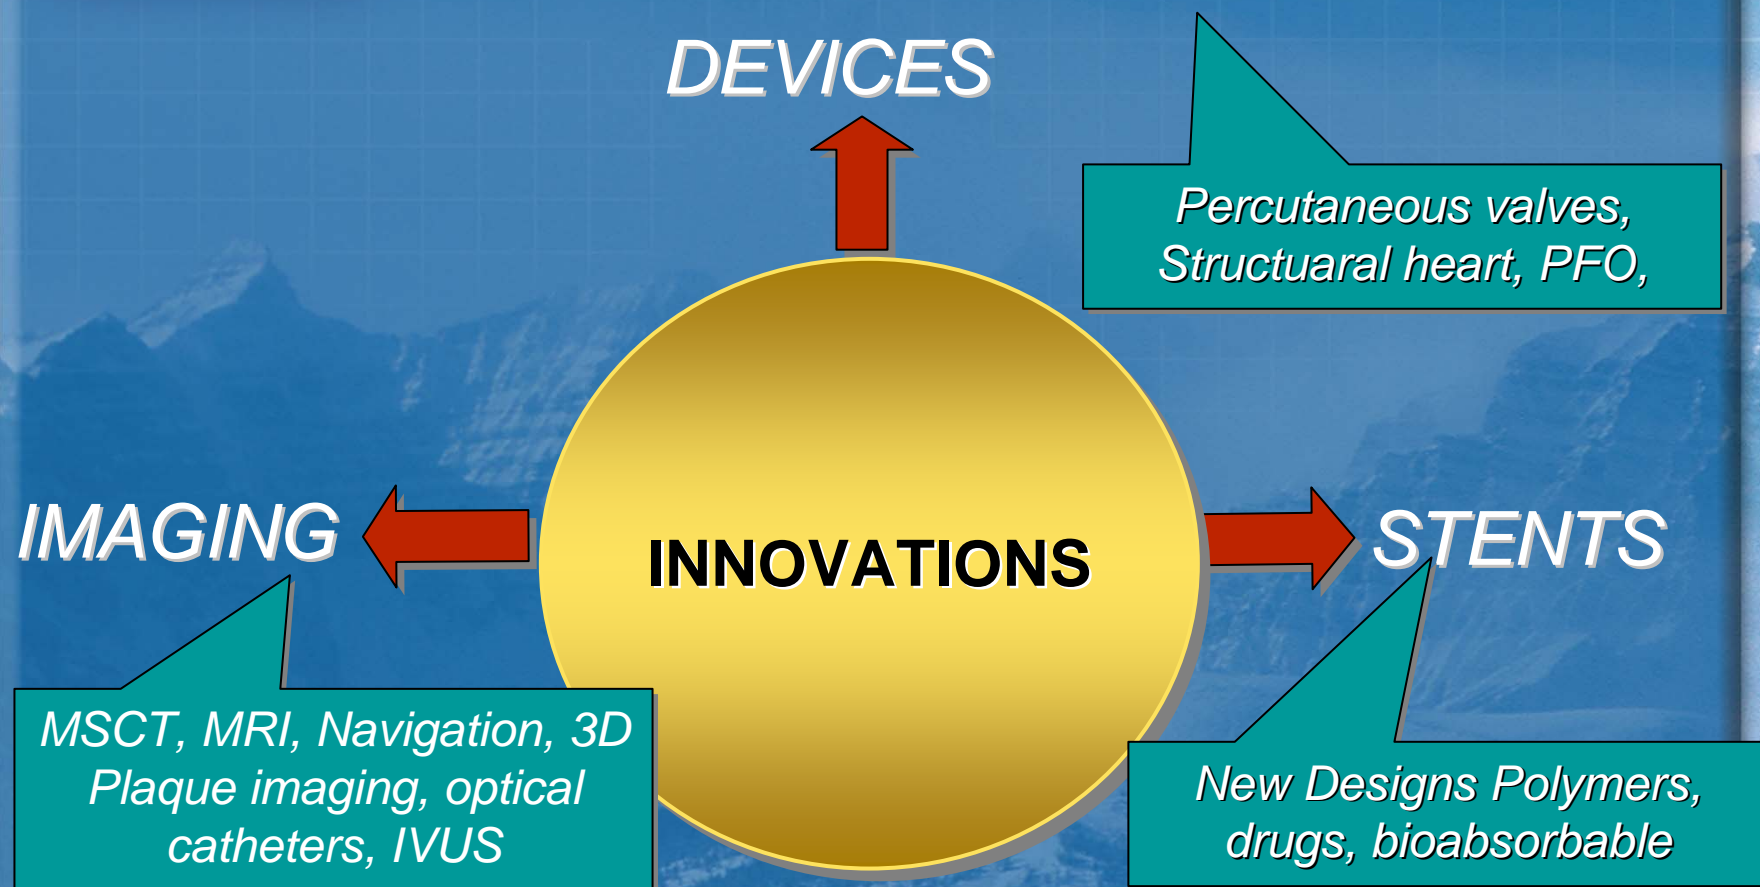 DEVICES
Percutaneous valves,
Structuaral heart, PFO,
IMAGING
INNOVATIONS
STENTS
MSCT, MRI, Navigation, 3D
Plaque imaging, optical
catheters, IVUS
New Designs Polymers,
drugs, bioabsorbable